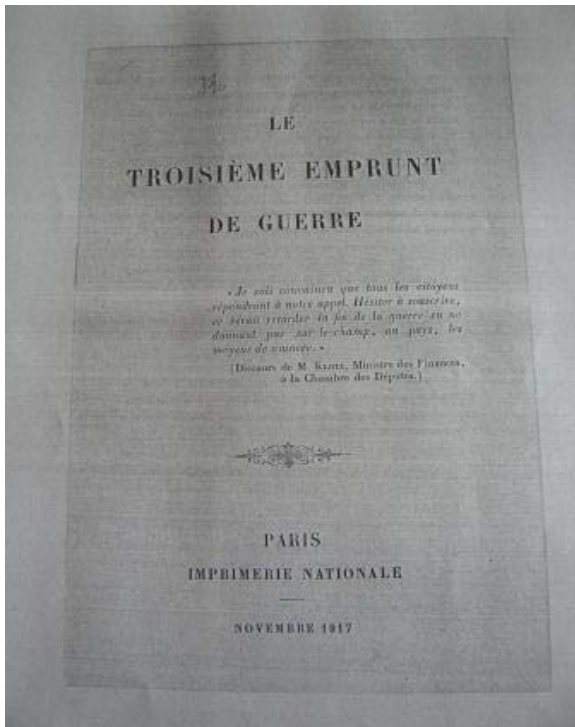 LE
TROISIÈME EMPRUNT
DE GUERRE
« Je suis convaincu que tous les citoyens
répondront à notre appel. Hésiter à souscrire,
ce serait retarder la fin de la guerre en ne
donnant pas sur-le-champ, au pays, les
moyens de vaincre. »
(Discours de M. KLOTZ, Ministre des Finances,
à la Chambre des Députés.)
PARIS
IMPRIMERIE NATIONALE
NOVEMBRE 1917